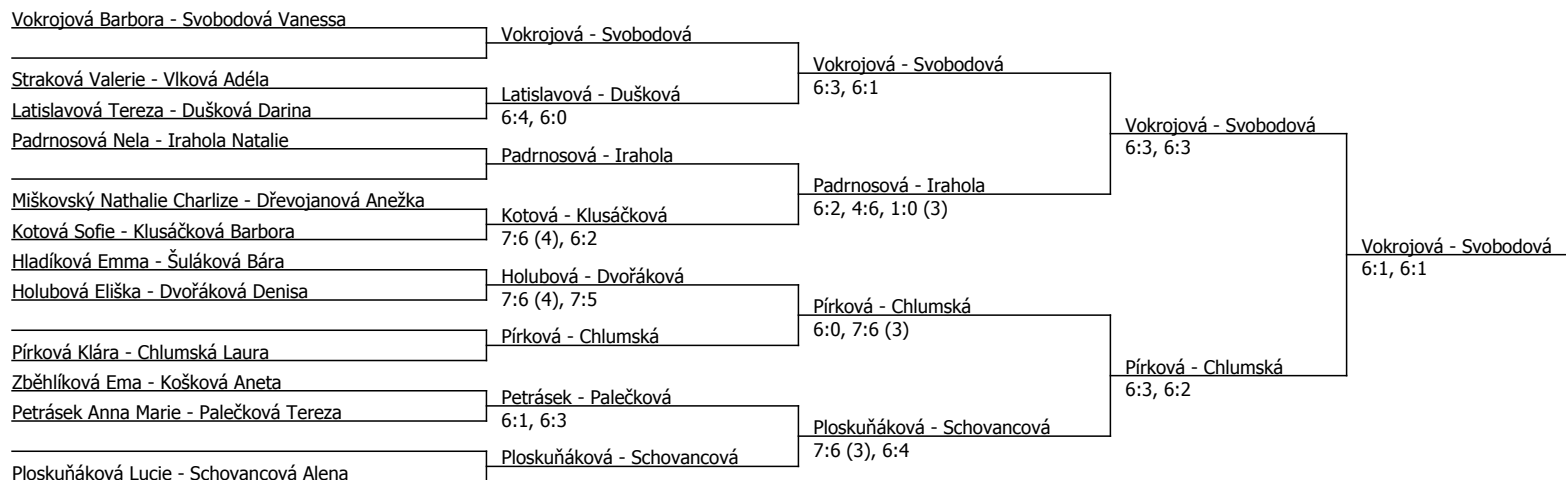 Vokrojová Barbora - Svobodová Vanessa
Straková Valerie - Vlková Adéla
Latislavová Tereza - Dušková Darina
Padrnosová Nela - Irahola Natalie
Miškovský Nathalie Charlize - Dřevojanová Anežka
Kotová Sofie - Klusáčková Barbora
Hladíková Emma - Šuláková Bára
Holubová Eliška - Dvořáková Denisa
Pírková Klára - Chlumská Laura
Zběhlíková Ema - Košková Aneta
Petrásek Anna Marie - Palečková Tereza
Ploskuňáková Lucie - Schovancová Alena
Vokrojová - Svobodová
Latislavová - Dušková
6:4, 6:0
Padrnosová - Irahola
Kotová - Klusáčková
7:6 (4), 6:2
Holubová - Dvořáková
7:6 (4), 7:5
Pírková - Chlumská
Petrásek - Palečková
6:1, 6:3
Ploskuňáková - Schovancová
Vokrojová - Svobodová
6:3, 6:1
Padrnosová - Irahola
6:2, 4:6, 1:0 (3)
Pírková - Chlumská
6:0, 7:6 (3)
Ploskuňáková - Schovancová
7:6 (3), 6:4
Vokrojová - Svobodová
6:3, 6:3
Pírková - Chlumská
6:3, 6:2
Vokrojová - Svobodová
6:1, 6:1